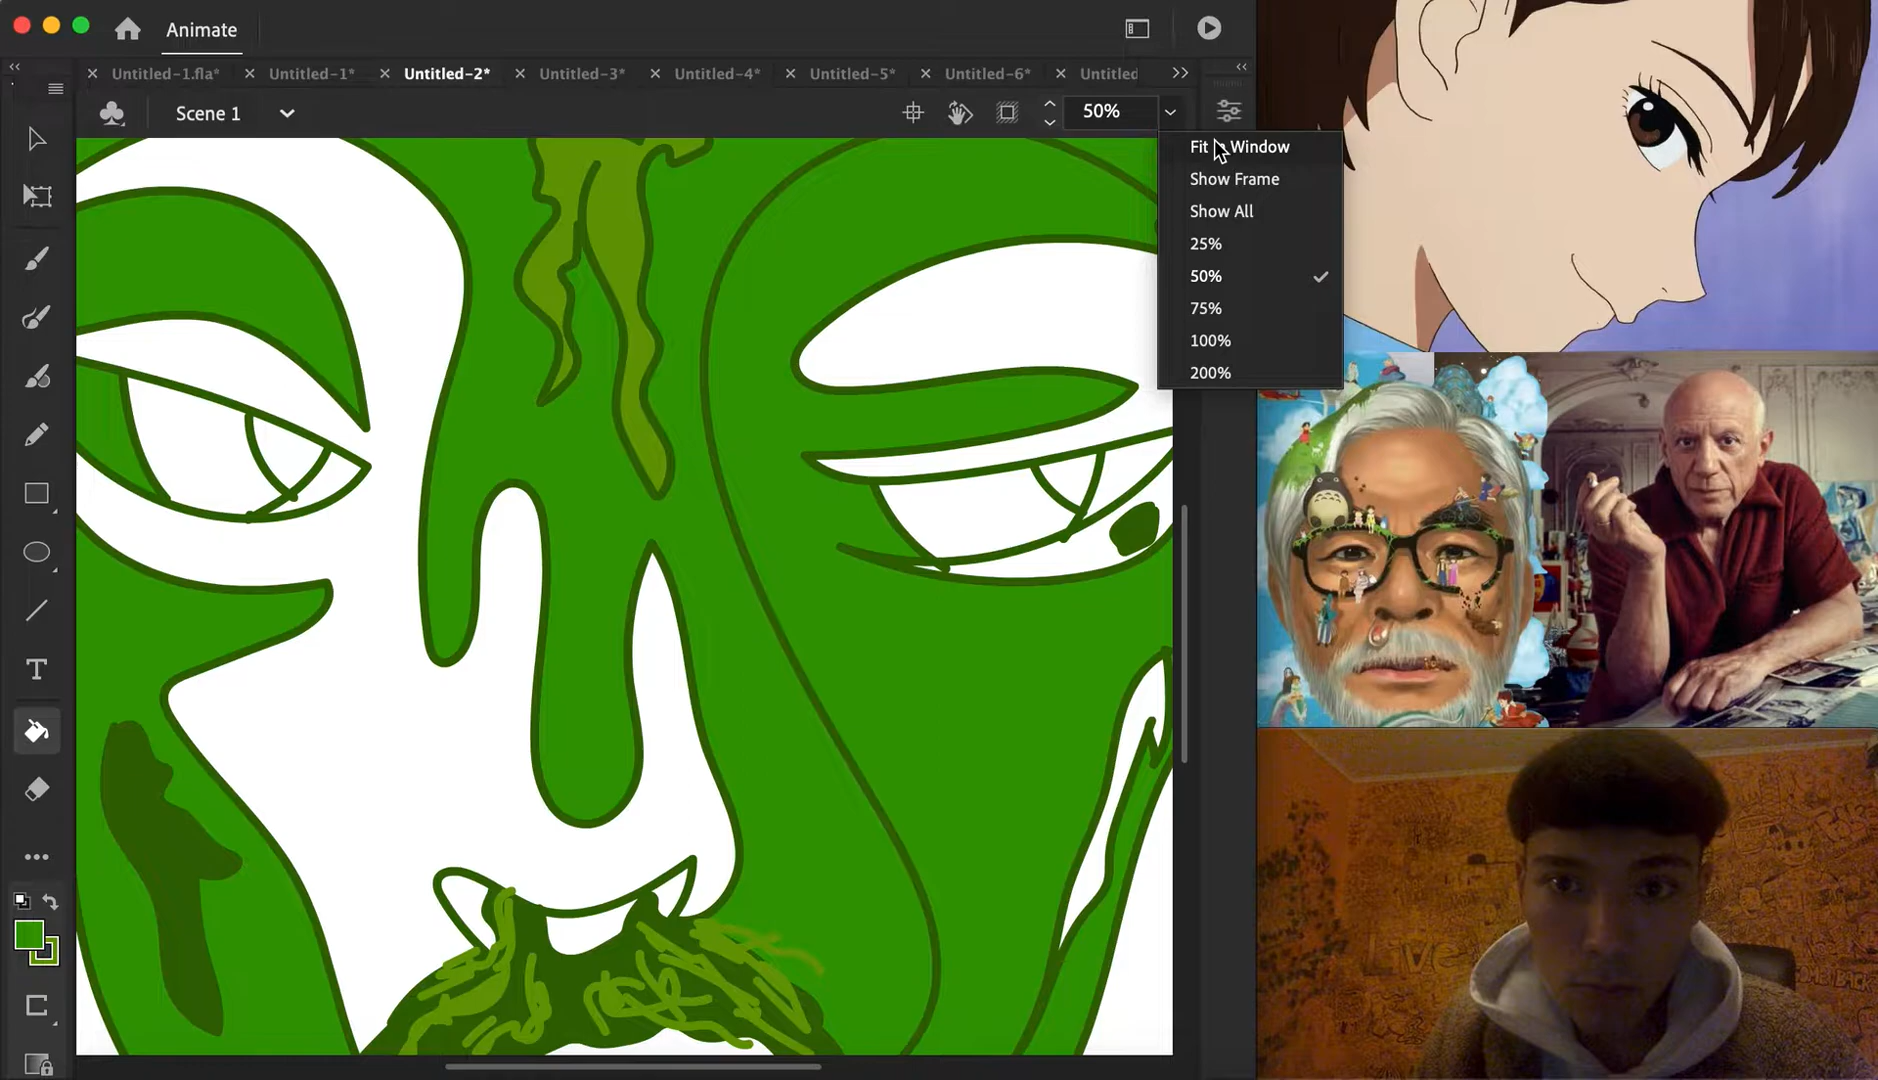 Animate
Untitled-1.fla*
Untitled-1*
Untitled-2*
Untitled-3*
Untitled-4*
Untitled-5*
Untitled-6*
Untitled
Scene 1
50%
Show Frame
Show All
25%
50%
75%
100%
200%
Fit Window
T
Live